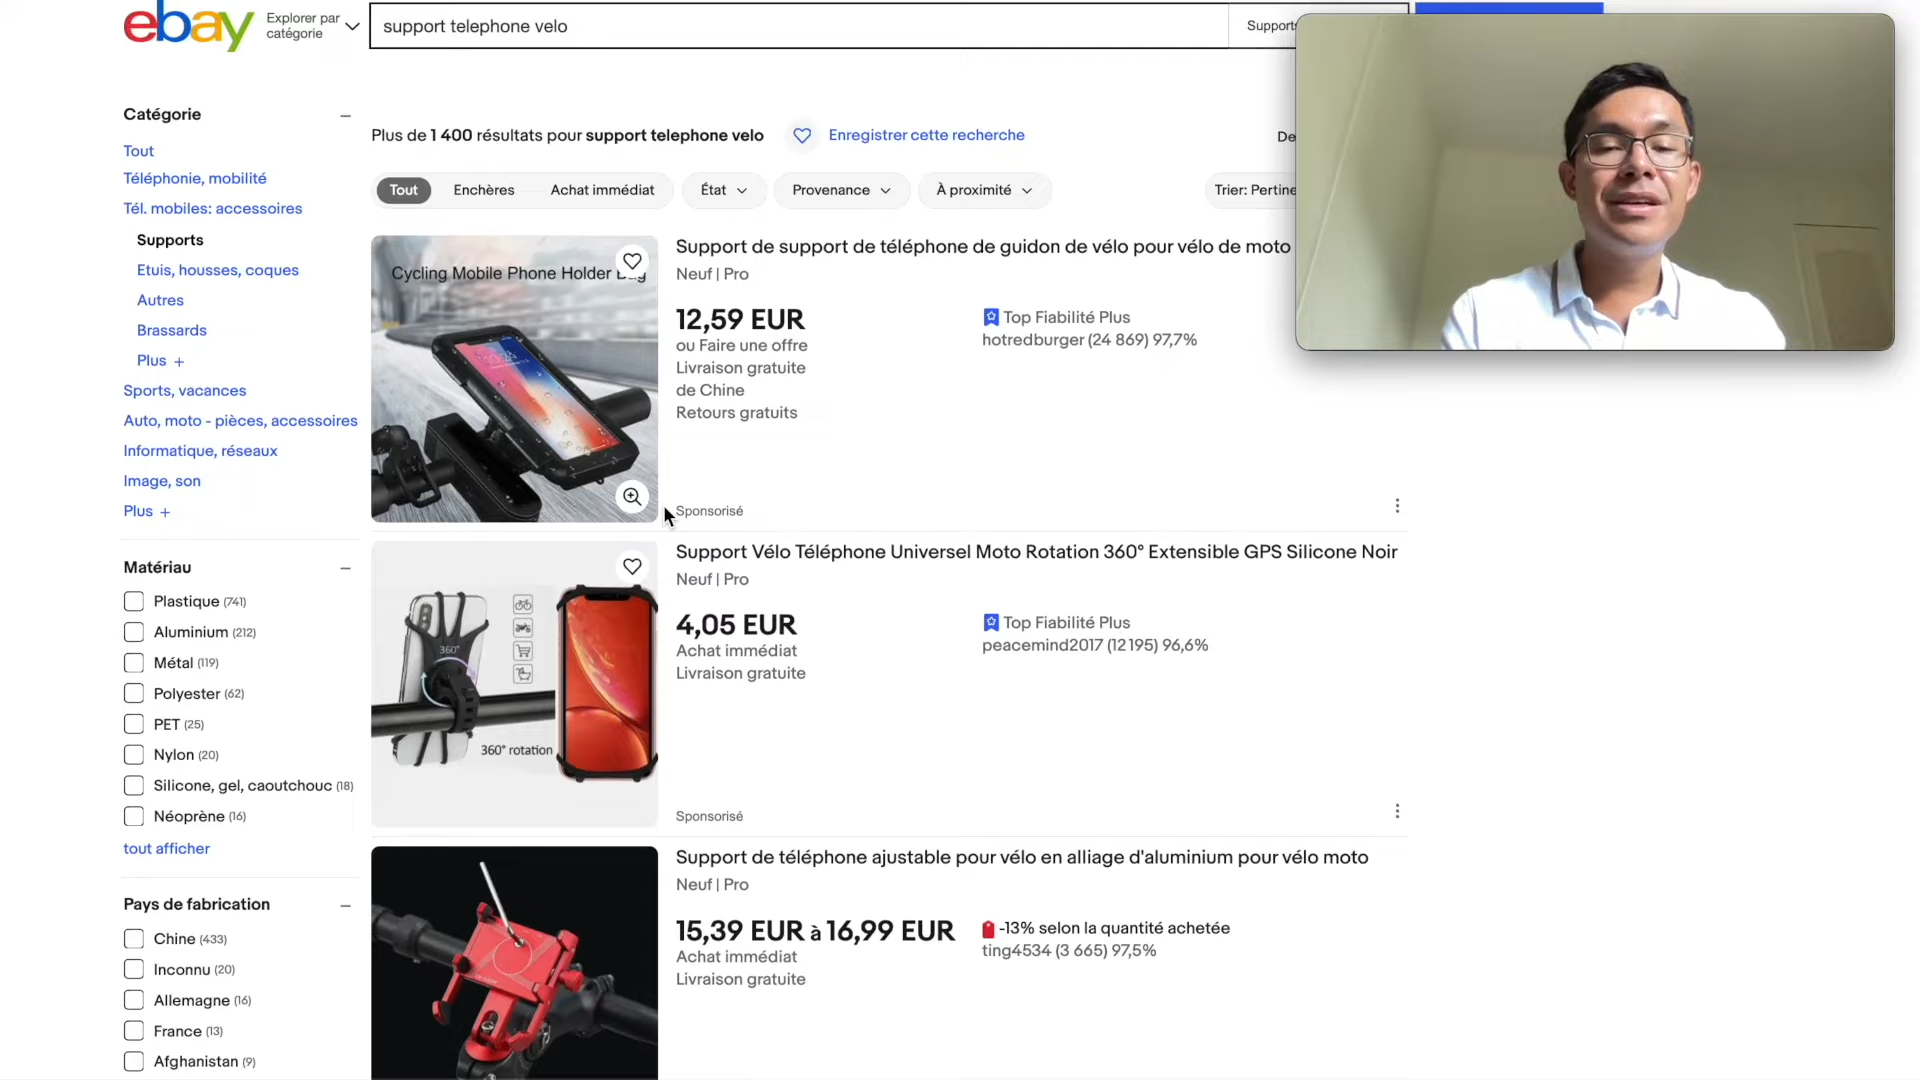 ebay
Explorer par
catégorie
support telephone velo
Supports
Catégorie
Tout
Téléphonie, mobilité
Tél. mobiles: accessoires
Supports
Etuis, housses, coques
Autres
Brassards
Plus +
Sports, vacances
Auto, moto - pièces, accessoires
Informatique, réseaux
Image, son
Plus +
Matériau
Plastique (741)
Aluminium (212)
Métal (119)
Polyester (62)
PET (25)
Nylon (20)
Silicone, gel, caoutchouc (18)
Néoprène (16)
tout afficher
Pays de fabrication
Chine (433)
Inconnu (20)
Allemagne (16)
France (13)
Afghanistan (9)
Plus de 1 400 résultats pour support telephone velo
Enregistrer cette recherche
De
Tout
Enchères
Achat immédiat
État
Provenance
À proximité
Trier: Pertine
Cycling Mobile Phone Holder
Support de support de téléphone de guidon de vélo pour vélo de moto
Neuf | Pro
12,59 EUR
ou Faire une offre
Livraison gratuite
de Chine
Retours gratuits
Top Fiabilité Plus
hotredburger (24 869) 97,7%
Sponsorisé
360°
360° rotation
Support Vélo Téléphone Universel Moto Rotation 360° Extensible GPS Silicone Noir
Neuf | Pro
4,05 EUR
Achat immédiat
Livraison gratuite
Top Fiabilité Plus
peacemind2017 (12 195) 96,6%
Sponsorisé
Support de téléphone ajustable pour vélo en alliage d'aluminium pour vélo moto
Neuf | Pro
15,39 EUR à 16,99 EUR
Achat immédiat
Livraison gratuite
-13% selon la quantité achetée
ting4534 (3 665) 97,5%